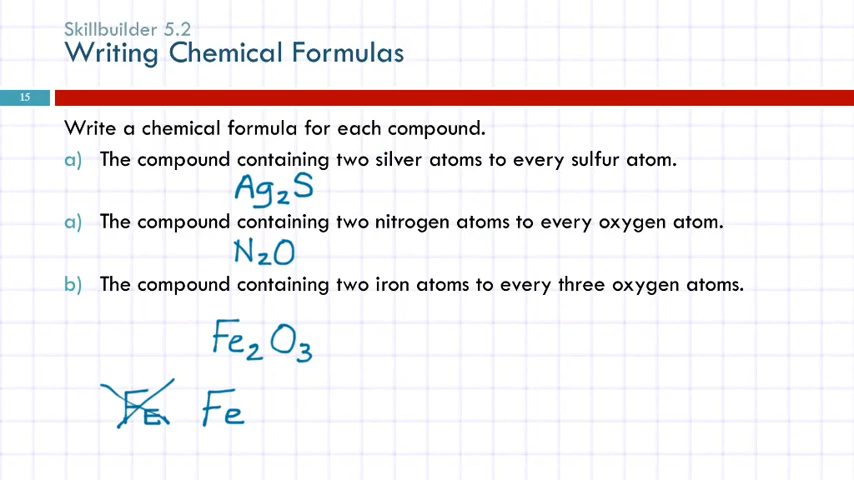 Skillbuilder 5.2
Writing Chemical Formulas
15
Write a chemical formula for each compound.
a) The compound containing two silver atoms to every sulfur atom.
Ag₂S
a) The compound containing two nitrogen atoms to every oxygen atom.
N₂O
b) The compound containing two iron atoms to every three oxygen atoms.
Fe₂O₃
FE Fe